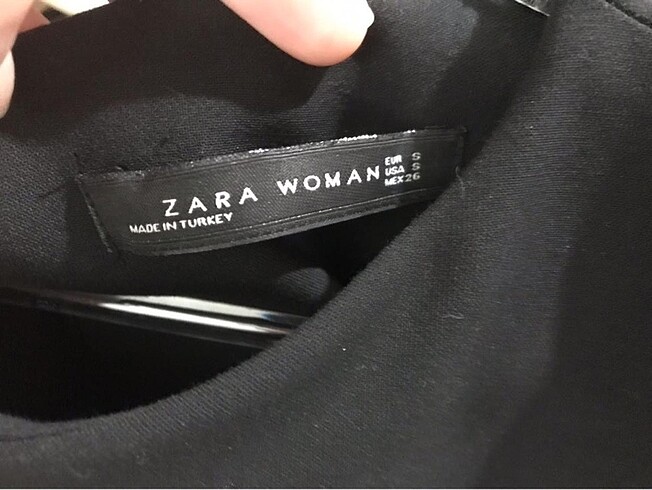 ZARA WOMAN
MADE IN TURKEY
EUR S
USA S
MEX 26